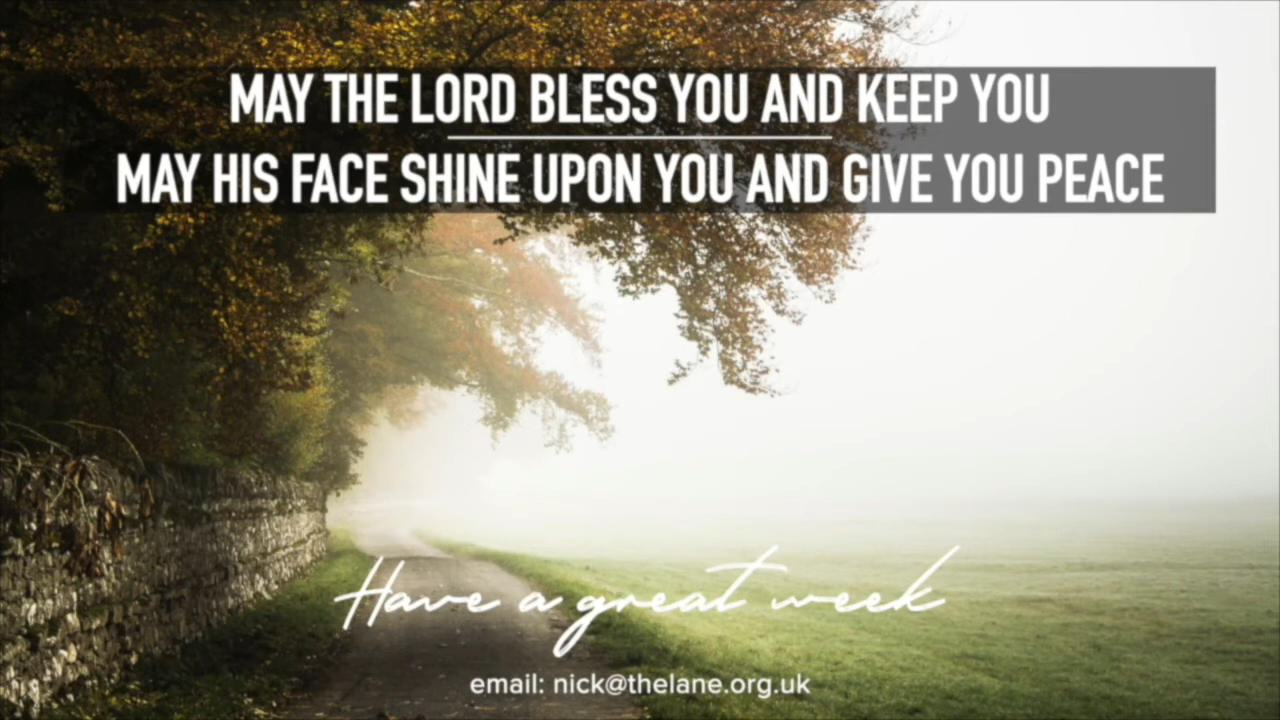 MAY THE LORD BLESS YOU AND KEEP YOU
MAY HIS FACE SHINE UPON YOU AND GIVE YOU PEACE
Have a great week
email: nick@thelane.org.uk